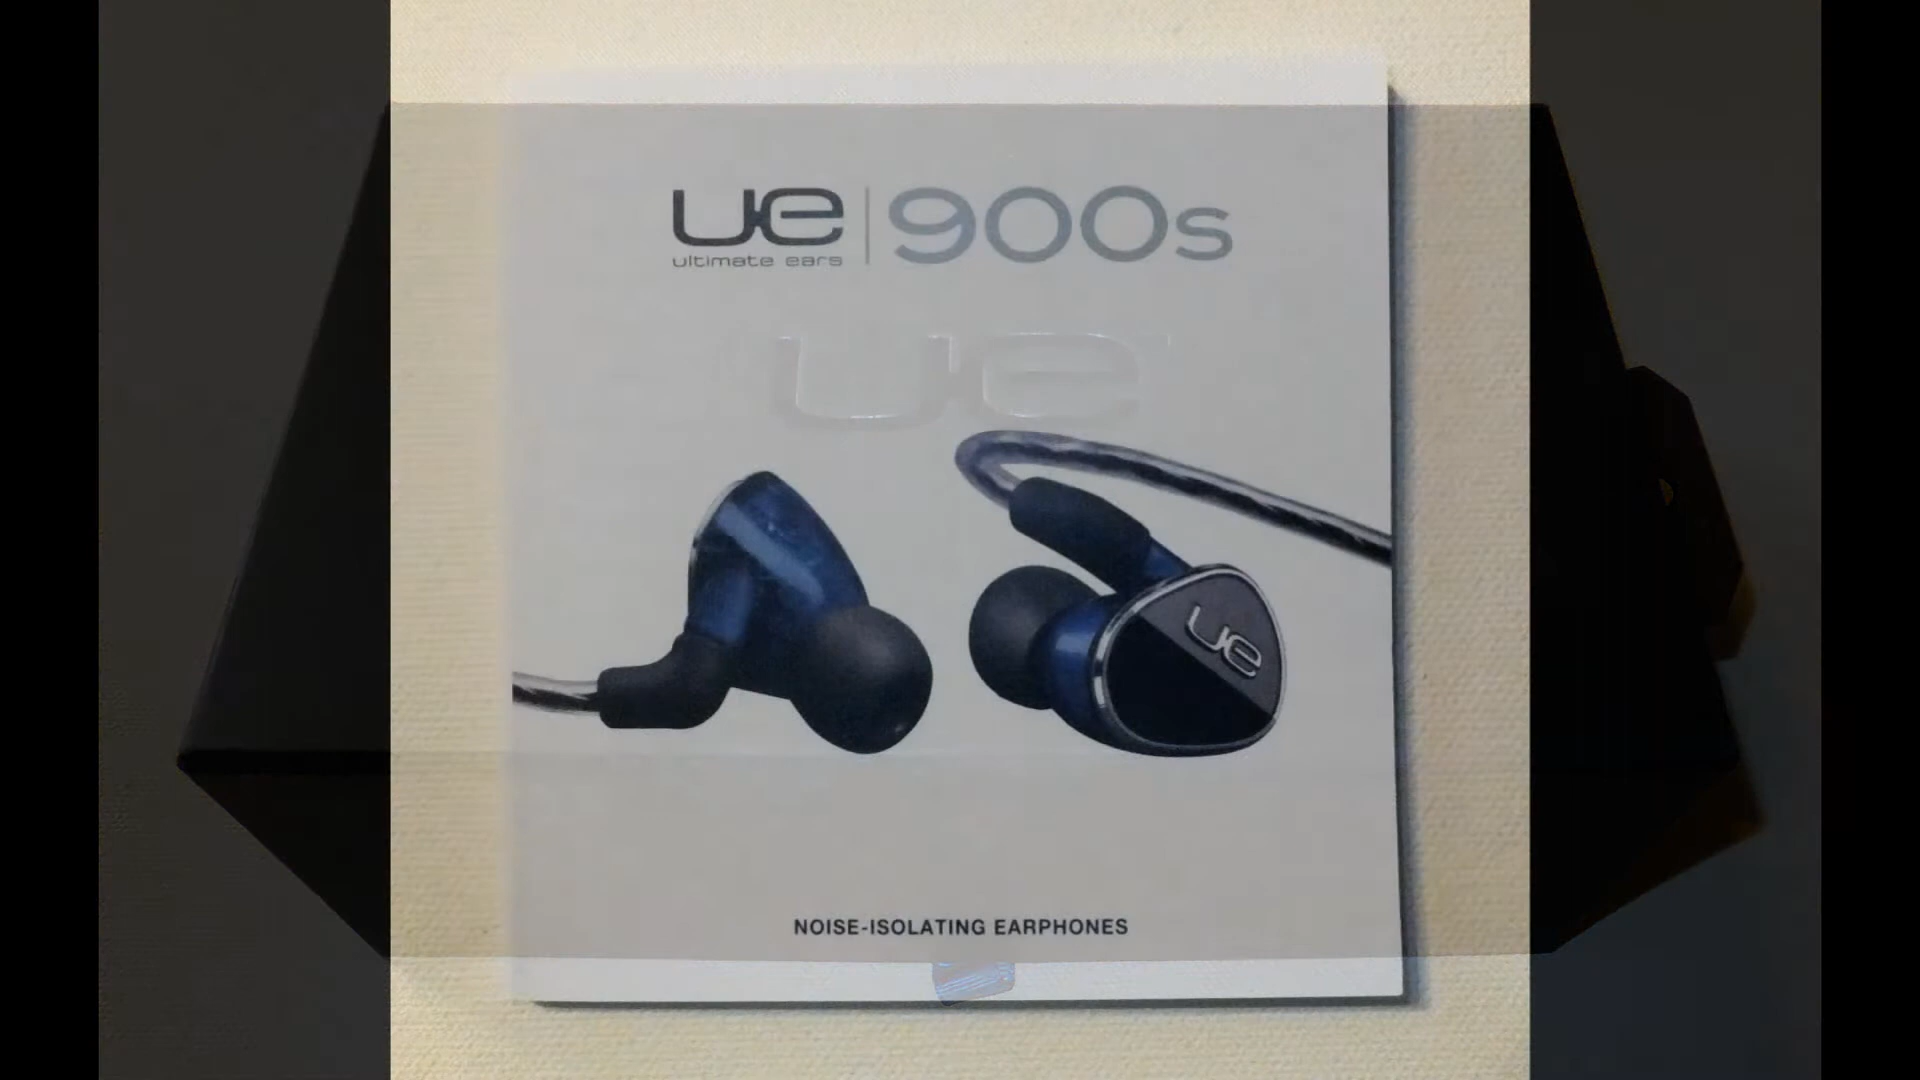 ue | 900s
ultimate ears
ue
ue
NOISE-ISOLATING EARPHONES